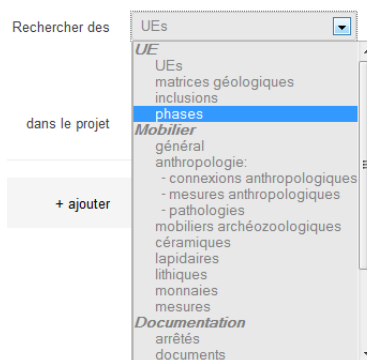 Rechercher des UEs
UE
UEs
matrices géologiques
inclusions
phases
dans le projet
Mobilier
général
anthropologie:
- connexions anthropologiques
- mesures anthropologiques
- pathologies
+ ajouter
mobiliers archéozoologiques
céramiques
lapidaires
lithiques
monnaies
mesures
Documentation
arrêtés
documents